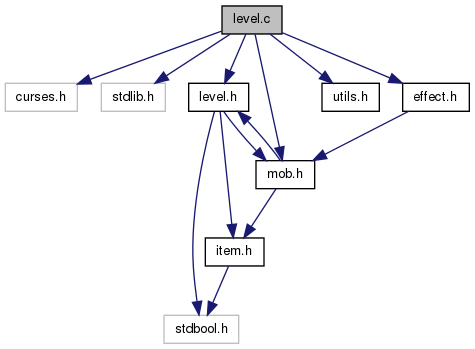 level.c
curses.h
stdlib.h
level.h
utils.h
effect.h
mob.h
item.h
stdbool.h